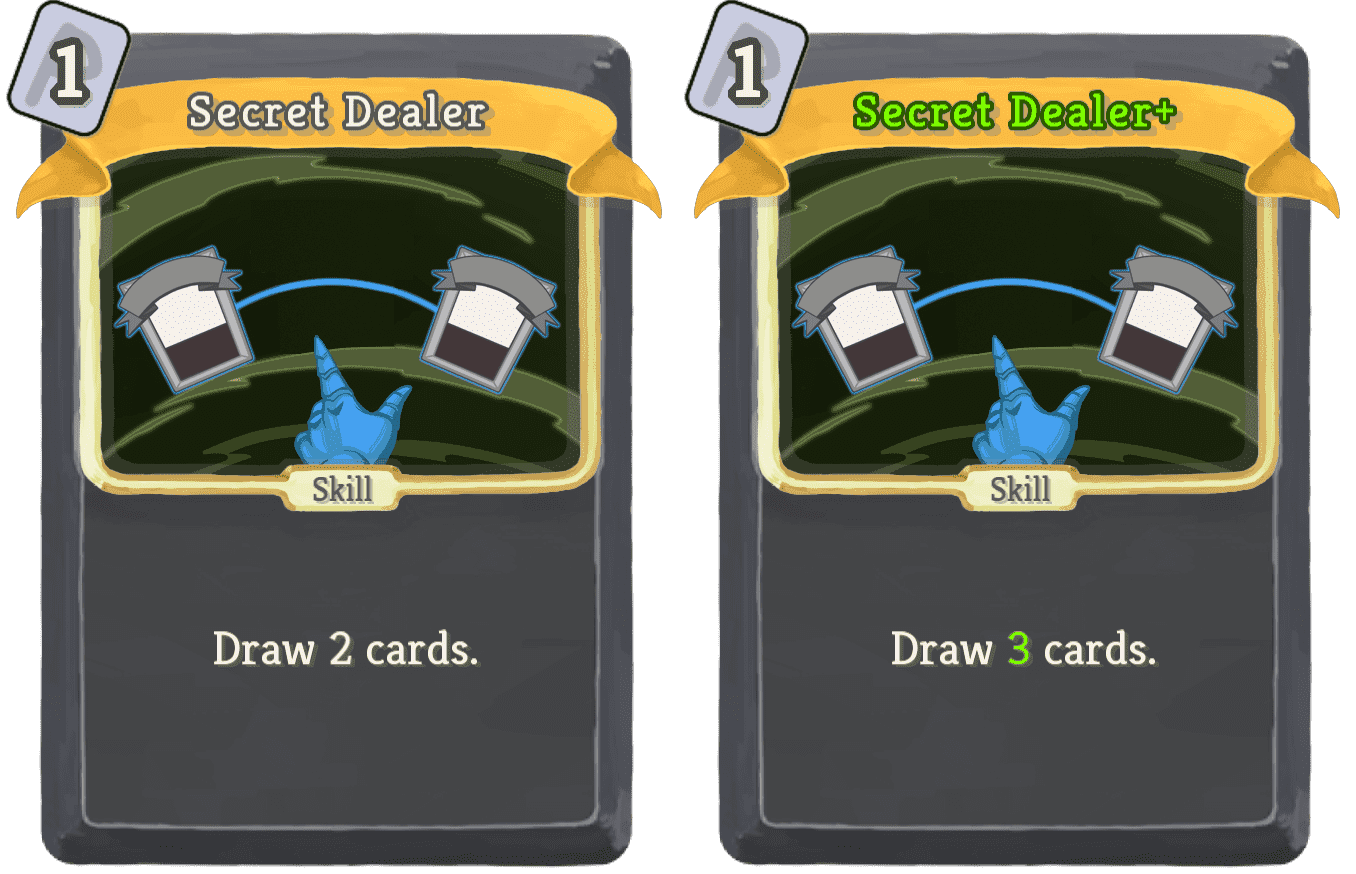 1
Secret Dealer
Skill
Draw 2 cards.
1
Secret Dealer+
Skill
Draw 3 cards.